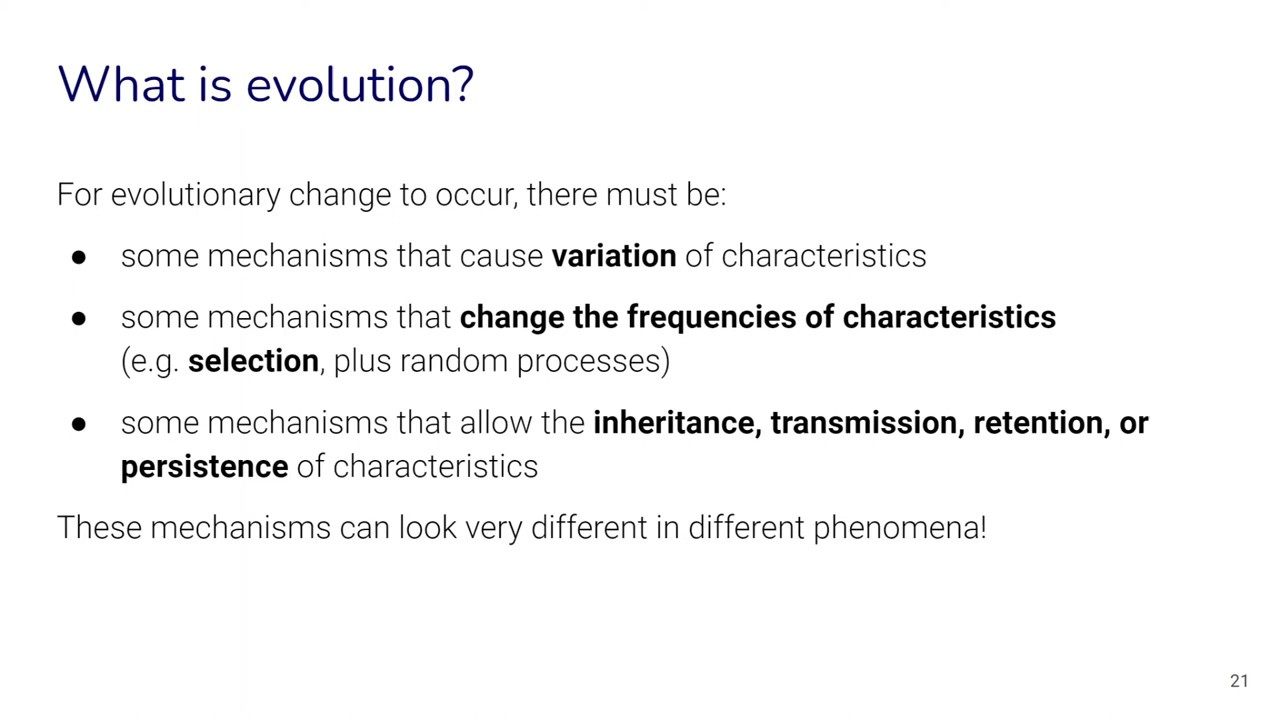 What is evolution?
For evolutionary change to occur, there must be:
● some mechanisms that cause variation of characteristics
● some mechanisms that change the frequencies of characteristics
(e.g. selection, plus random processes)
● some mechanisms that allow the inheritance, transmission, retention, or
persistence of characteristics
These mechanisms can look very different in different phenomena!
21